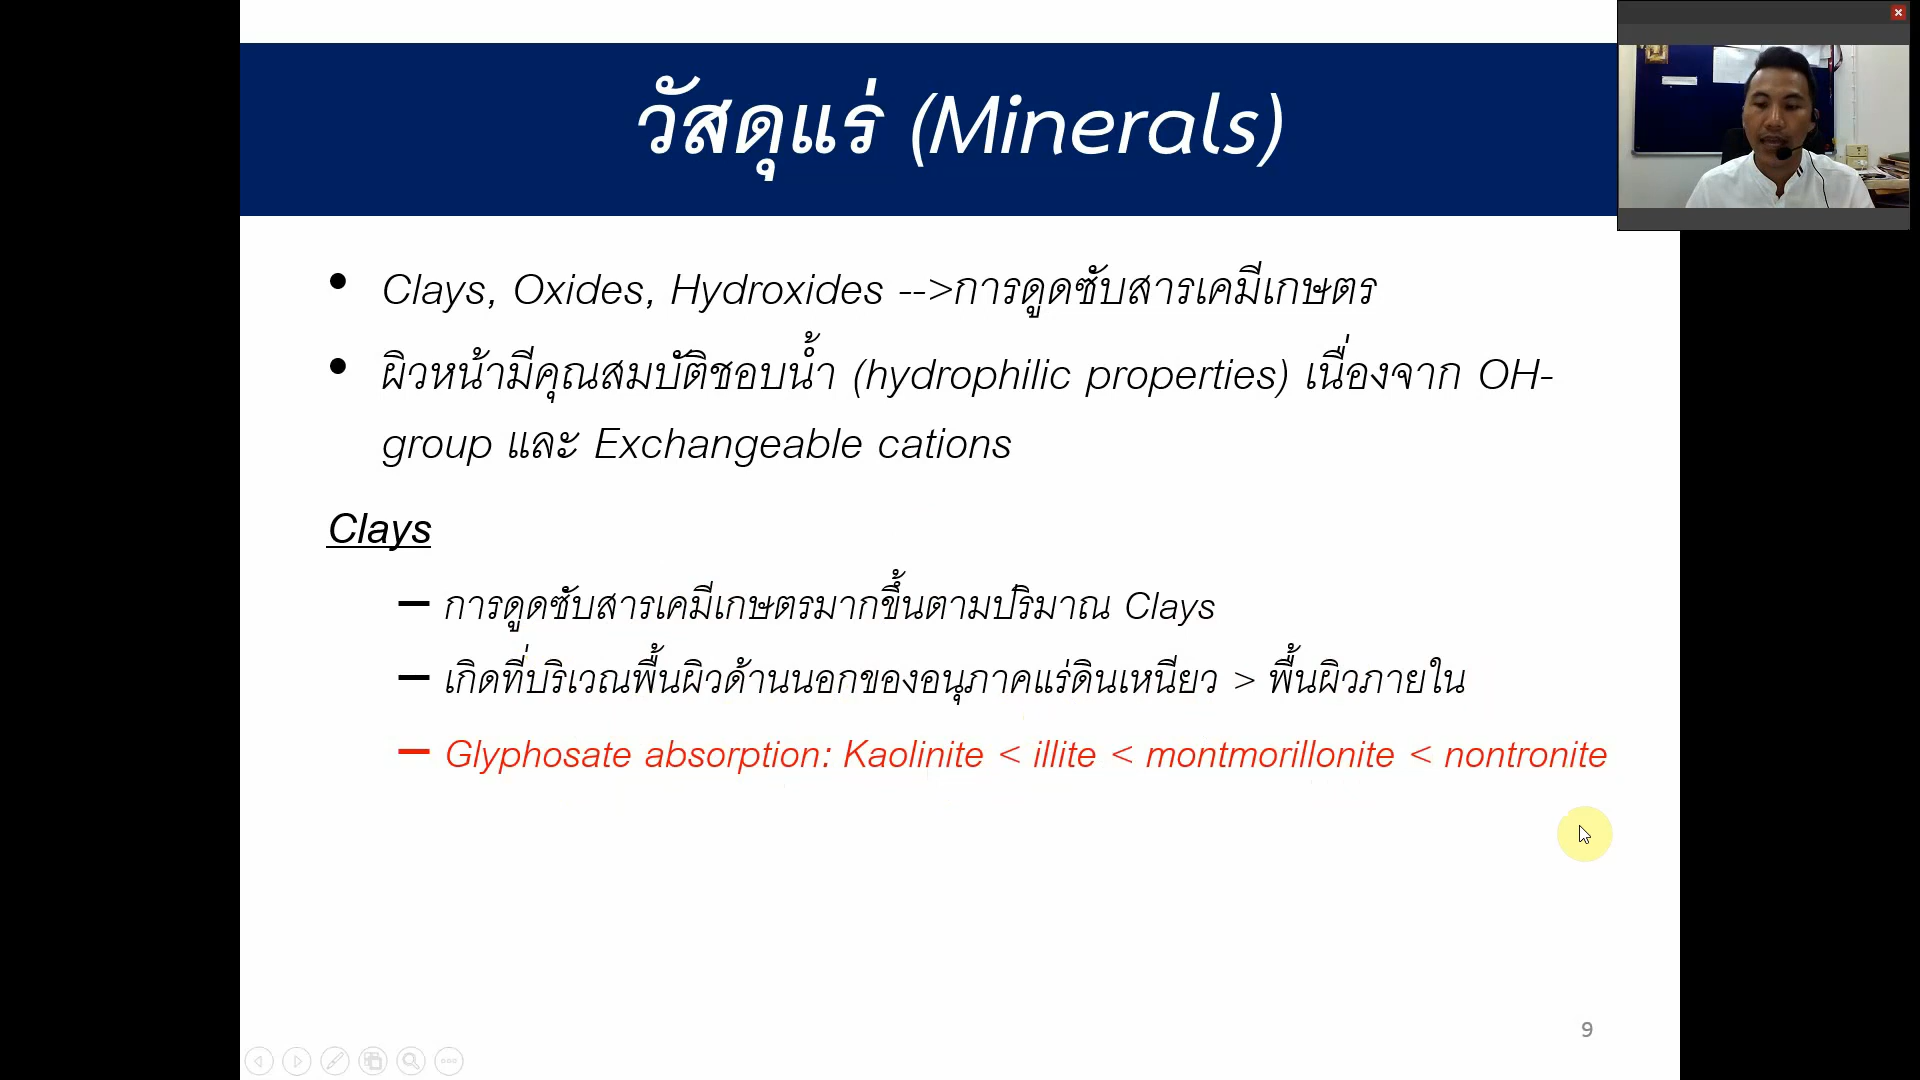 วัสดุแร่ (Minerals)
• Clays, Oxides, Hydroxides -->การดูดซับสารเคมีเกษตร
• ผิวหน้ามีคุณสมบัติชอบน้ำ (hydrophilic properties) เนื่องจาก OH-
group และ Exchangeable cations
Clays
– การดูดซับสารเคมีเกษตรมากขึ้นตามปริมาณ Clays
– เกิดที่บริเวณพื้นผิวด้านนอกของอนุภาคแร่ดินเหนียว > พื้นผิวภายใน
– Glyphosate absorption: Kaolinite < illite < montmorillonite < nontronite
9